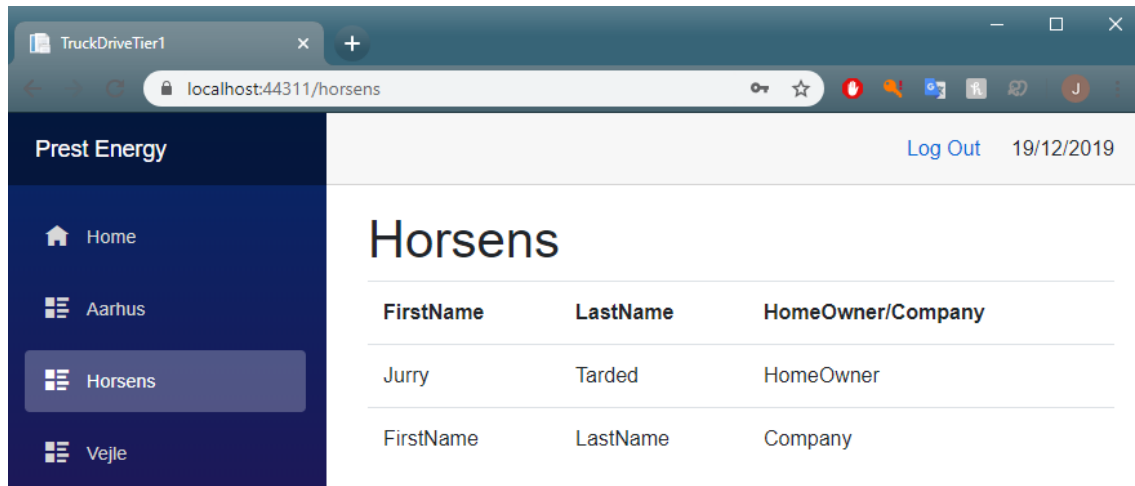 TruckDriveTier1
localhost:44311/horsens
J
Prest Energy
Log Out 19/12/2019
Home
Aarhus
Horsens
Vejle
Horsens
FirstName LastName HomeOwner/Company
Jurry Tarded HomeOwner
FirstName LastName Company